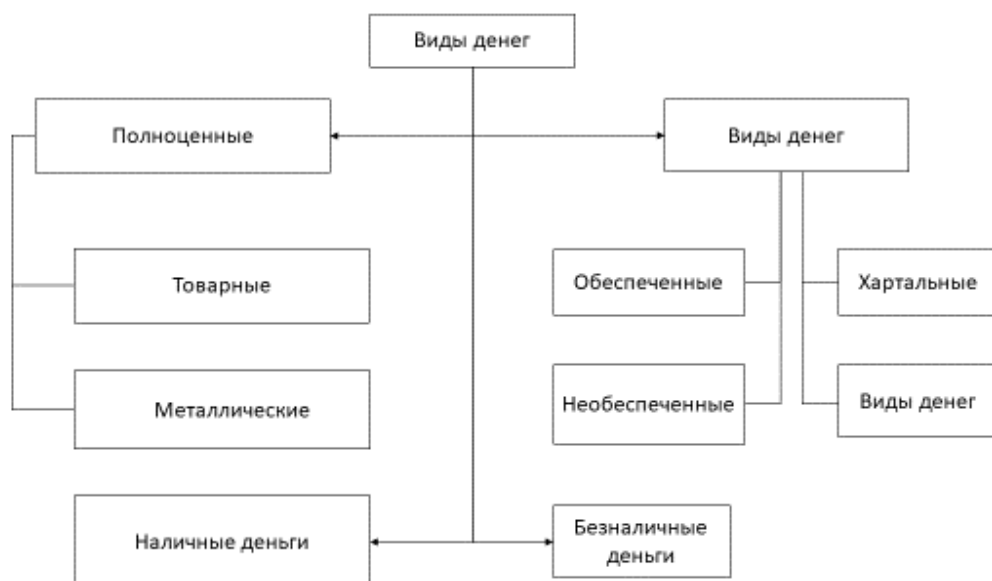 Виды денег
Полноценные
Виды денег
Товарные
Обеспеченные
Хартальные
Металлические
Необеспеченные
Виды денег
Наличные деньги
Безналичные
деньги